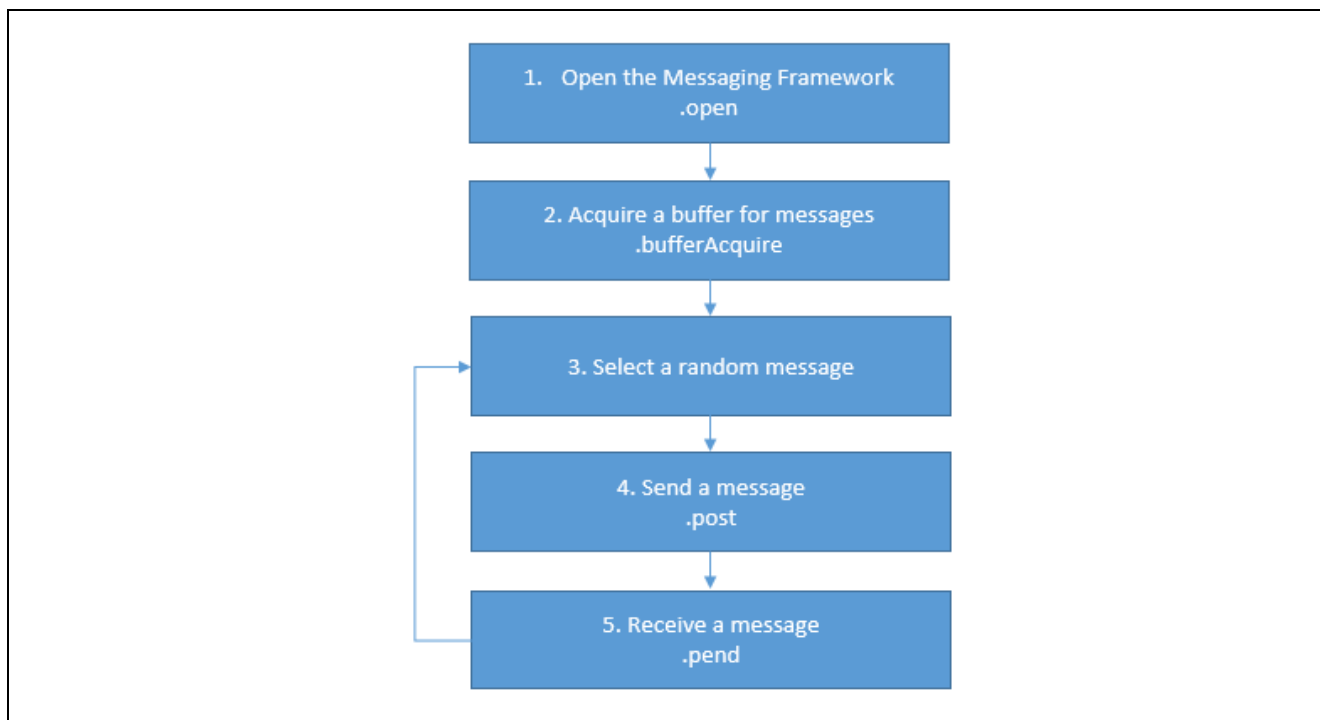 1. Open the Messaging Framework
.open
2. Acquire a buffer for messages
.bufferAcquire
3. Select a random message
4. Send a message
.post
5. Receive a message
.pend